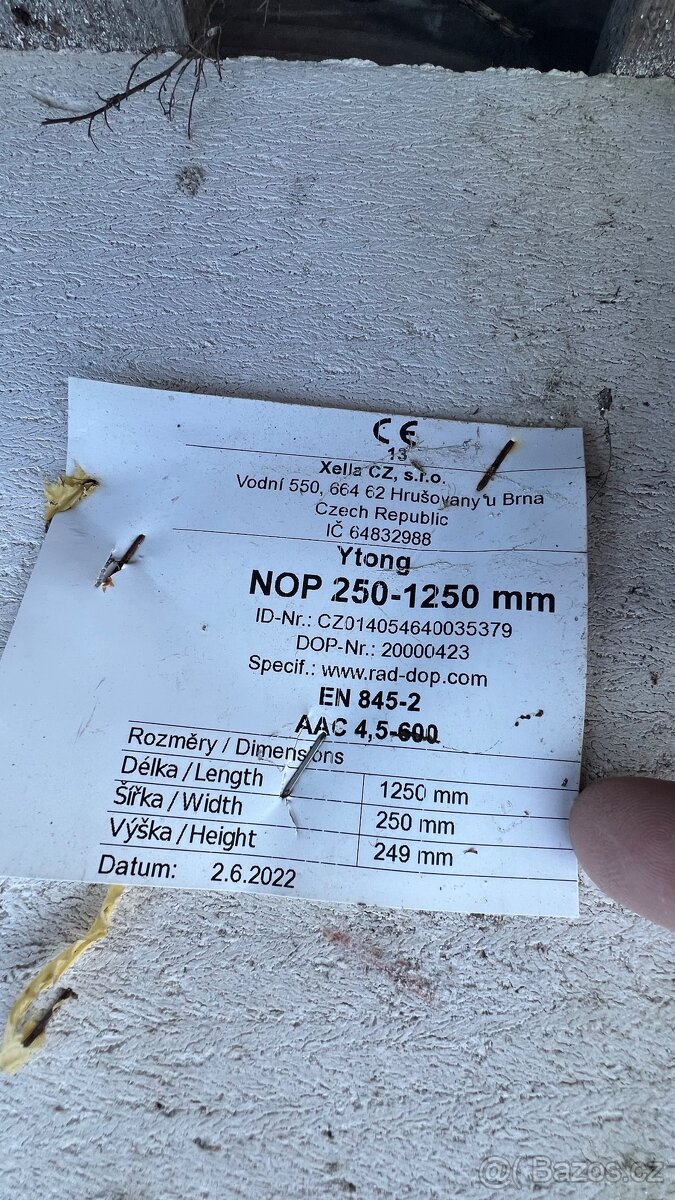 CE
13
Xella CZ, s.r.o.
Vodní 550, 664 62 Hrušovany u Brna
Czech Republic
IČ 64832988
Ytong
NOP 250-1250 mm
ID-Nr.: CZ014054640035379
DOP-Nr.: 20000423
Specif.: www.rad-dop.com
EN 845-2
AAC 4,5-600
Rozměry / Dimensions
Délka / Length 1250 mm
Šířka / Width 250 mm
Výška / Height 249 mm
Datum: 2.6.2022
@ Bazos.cz